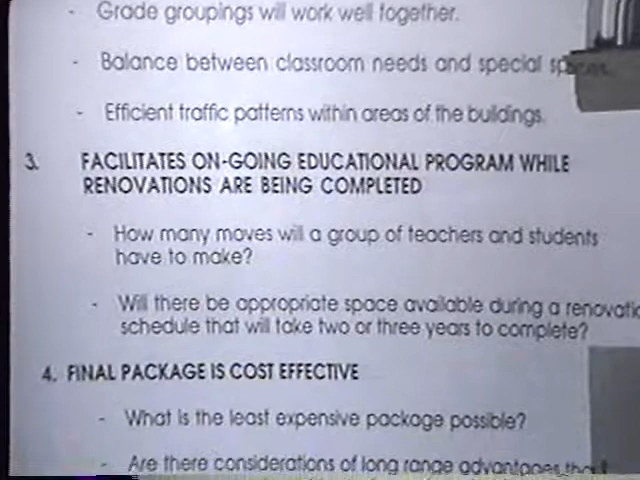 - Grade groupings will work well together.
- Balance between classroom needs and special
- Efficient traffic patterns within areas of the buildings.
3. FACILITATES ON-GOING EDUCATIONAL PROGRAM WHILE
RENOVATIONS ARE BEING COMPLETED
- How many moves will a group of teachers and students
have to make?
- Will there be appropriate space available during a
schedule that will take two or three years to complete?
4. FINAL PACKAGE IS COST EFFECTIVE
- What is the least expensive package possible?
- Are there considerations of long range advantages